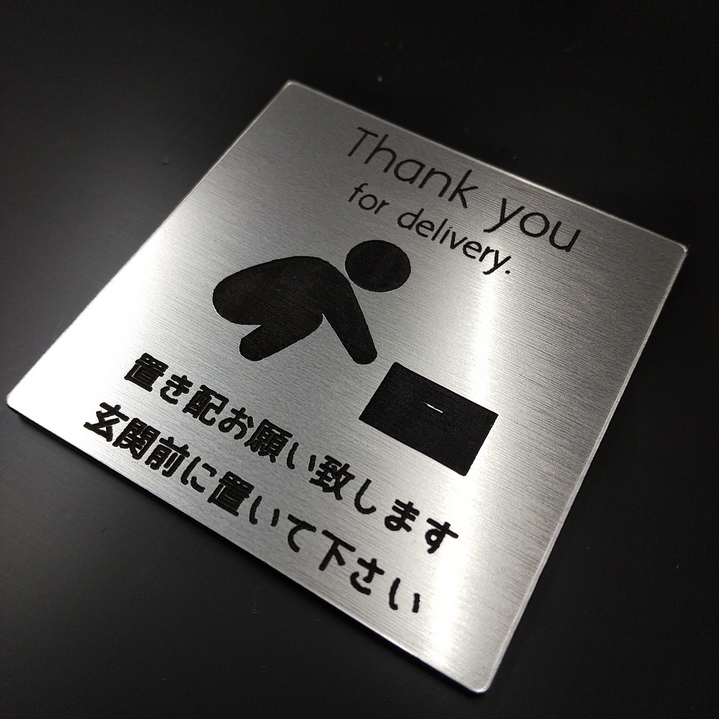 Thank you
for delivery.
置き配お願い致します
玄関前に置いて下さい